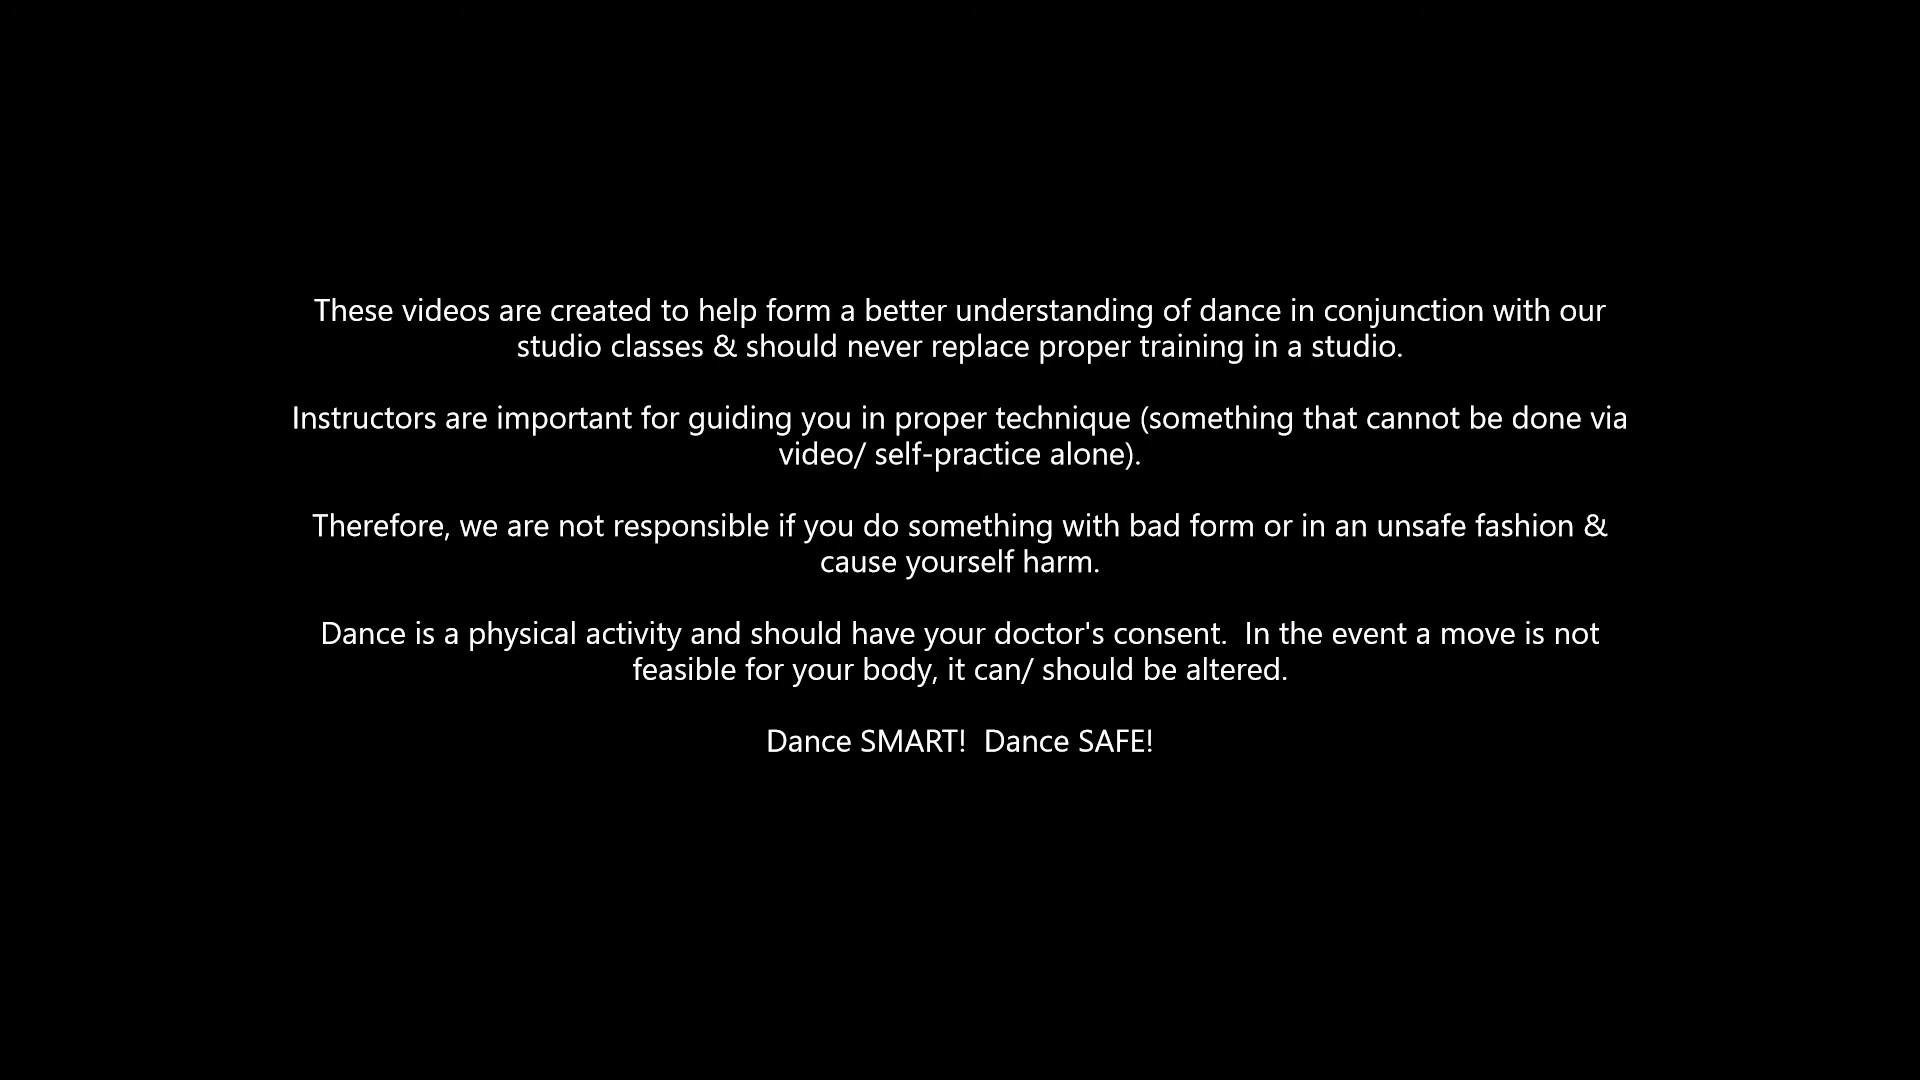 These videos are created to help form a better understanding of dance in conjunction with our
studio classes & should never replace proper training in a studio.
Instructors are important for guiding you in proper technique (something that cannot be done via
video/ self-practice alone).
Therefore, we are not responsible if you do something with bad form or in an unsafe fashion &
cause yourself harm.
Dance is a physical activity and should have your doctor's consent.  In the event a move is not
feasible for your body, it can/ should be altered.
Dance SMART!  Dance SAFE!